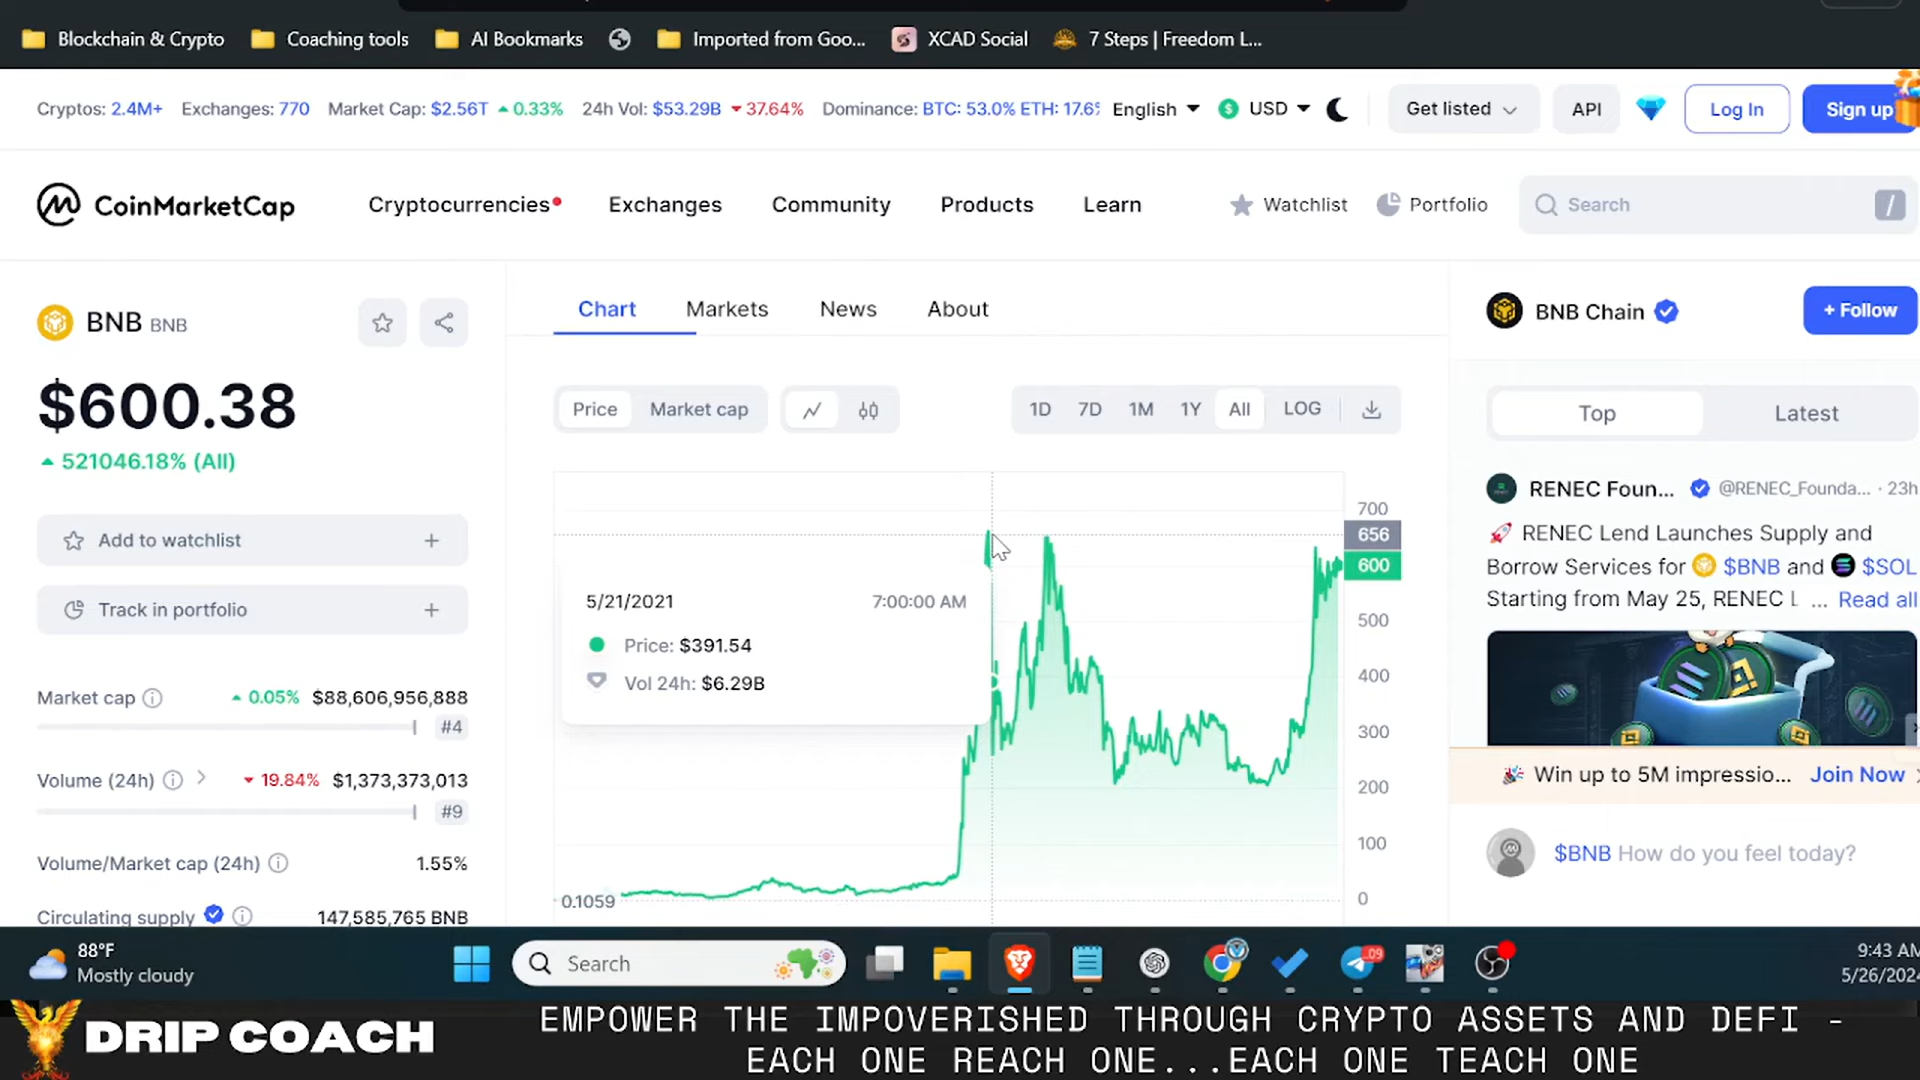 Blockchain & Crypto Coaching tools AI Bookmarks Imported from Goo... XCAD Social 7 Steps | Freedom L...
Cryptos: 2.4M+ Exchanges: 770 Market Cap: $2.56T 0.33% 24h Vol: $53.29B 37.64% Dominance: BTC: 53.0% ETH: 17.6% English USD Get listed API Log In Sign up
CoinMarketCap Cryptocurrencies Exchanges Community Products Learn Watchlist Portfolio Search /
BNB BNB
$600.38
521046.18% (All)
Add to watchlist +
Track in portfolio +
Market cap 0.05% $88,606,956,888
#4
Volume (24h) 19.84% $1,373,373,013
#9
Volume/Market cap (24h) 1.55%
Circulating supply 147,585,765 BNB
Chart Markets News About
Price Market cap 1D 7D 1M 1Y All LOG
700
656
600
500
400
300
200
100
0
5/21/2021 7:00:00 AM
Price: $391.54
Vol 24h: $6.29B
0.1059
BNB Chain + Follow
Top Latest
RENEC Foun... @RENEC_Founda... · 23h
RENEC Lend Launches Supply and
Borrow Services for $BNB and $SOL
Starting from May 25, RENEC L ... Read all
Win up to 5M impressio... Join Now
$BNB How do you feel today?
88°F
Mostly cloudy
Search
09
9:43 AM
5/26/2024
DRIP COACH
EMPOWER THE IMPOVERISHED THROUGH CRYPTO ASSETS AND DEFI -
EACH ONE REACH ONE...EACH ONE TEACH ONE